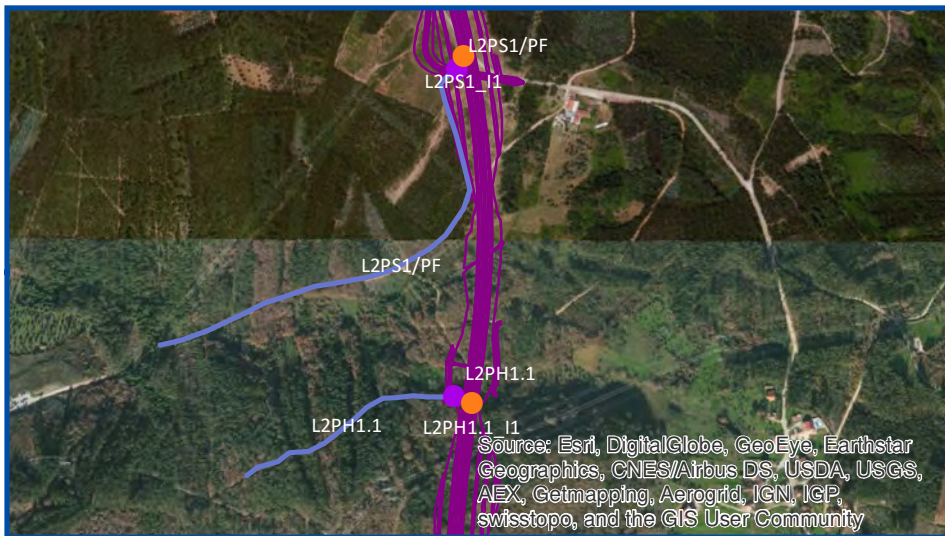 L2PS1/PF
L2PS1_I1
L2PS1/PF
L2PH1.1
L2PH1.1
L2PH1.1_I1
Source: Esri, DigitalGlobe, GeoEye, Earthstar
Geographics, CNES/Airbus DS, USDA, USGS,
AEX, Getmapping, Aerogrid, IGN, IGP,
swisstopo, and the GIS User Community